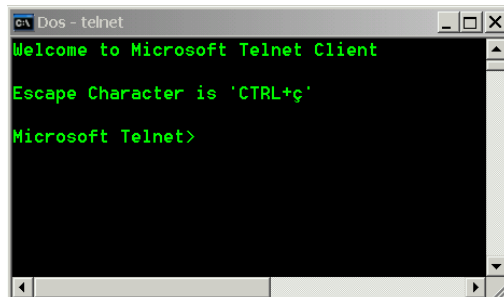 Dos - telnet
Welcome to Microsoft Telnet Client
Escape Character is 'CTRL+ç'
Microsoft Telnet>